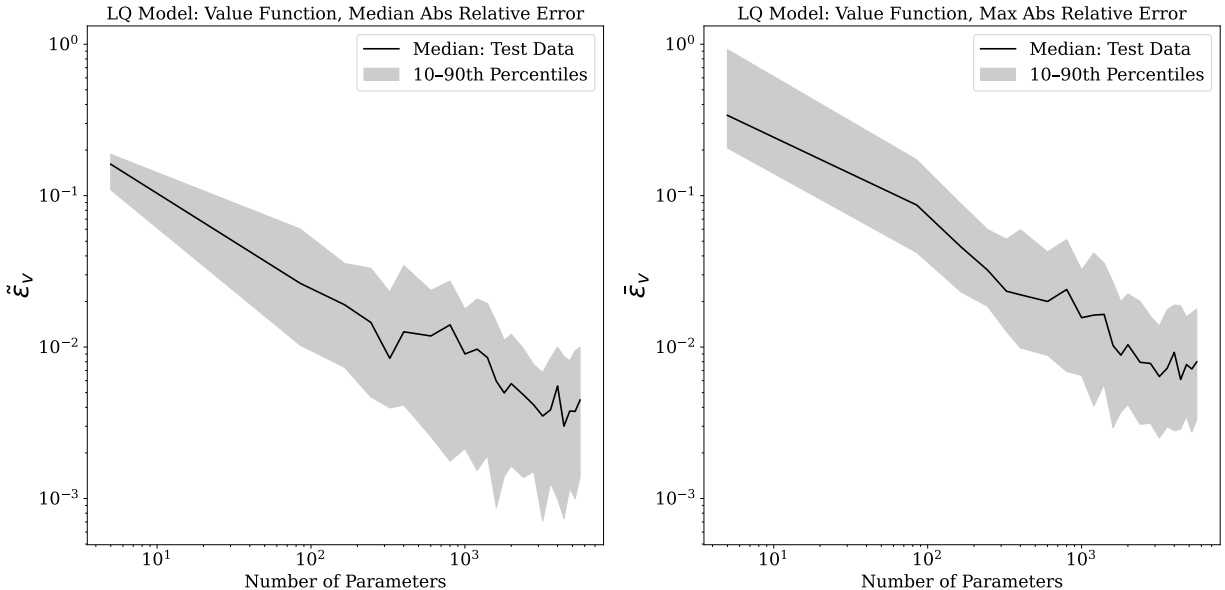 LQ Model: Value Function, Median Abs Relative Error
Median: Test Data
10–90th Percentiles
10⁰
10⁻¹
10⁻²
10⁻³
ε̃_V
10¹
10²
10³
Number of Parameters
LQ Model: Value Function, Max Abs Relative Error
Median: Test Data
10–90th Percentiles
10⁰
10⁻¹
10⁻²
10⁻³
ε̄_V
10¹
10²
10³
Number of Parameters